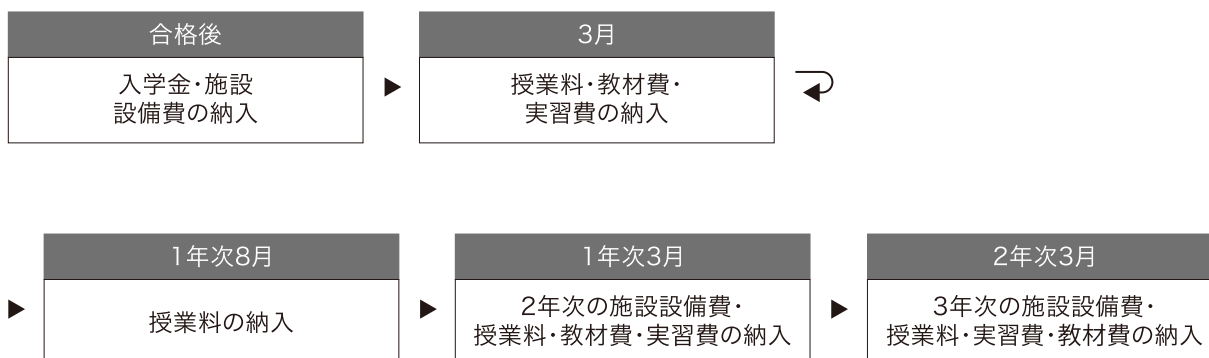 合格後
入学金・施設
設備費の納入
3月
授業料・教材費・
実習費の納入
1年次8月
授業料の納入
1年次3月
2年次の施設設備費・
授業料・教材費・実習費の納入
2年次3月
3年次の施設設備費・
授業料・実習費・教材費の納入